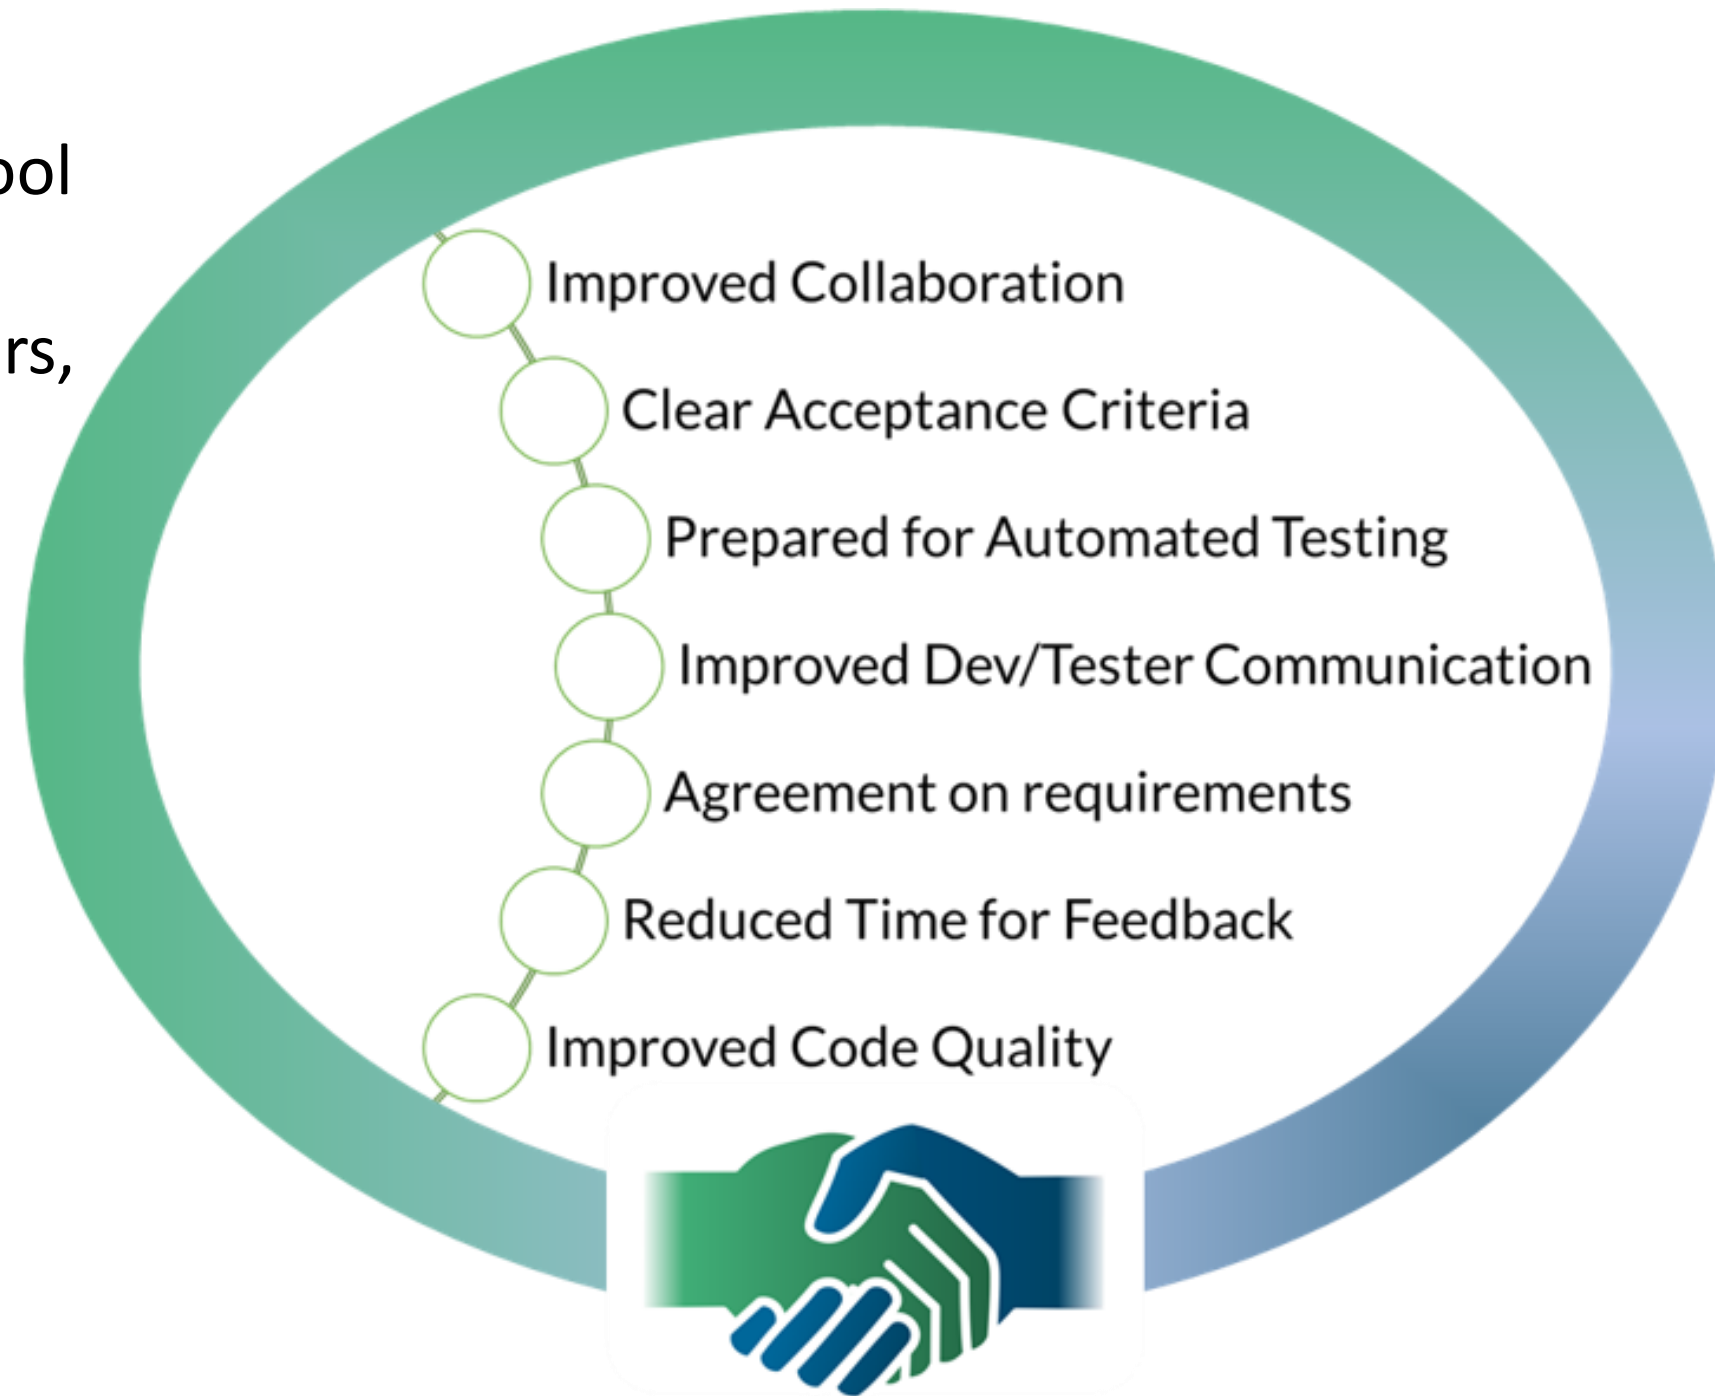 ool
rs,
Improved Collaboration
Clear Acceptance Criteria
Prepared for Automated Testing
Improved Dev/Tester Communication
Agreement on requirements
Reduced Time for Feedback
Improved Code Quality